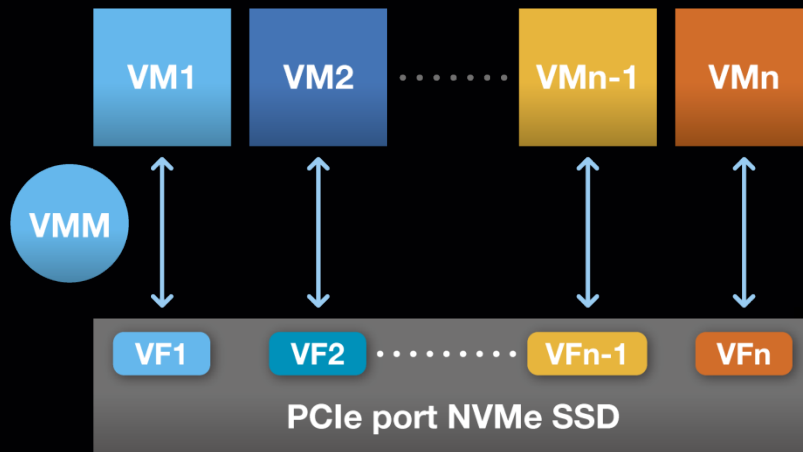 VM1 VM2 VMn-1 VMn
VMM
VF1 VF2 VFn-1 VFn
PCIe port NVMe SSD